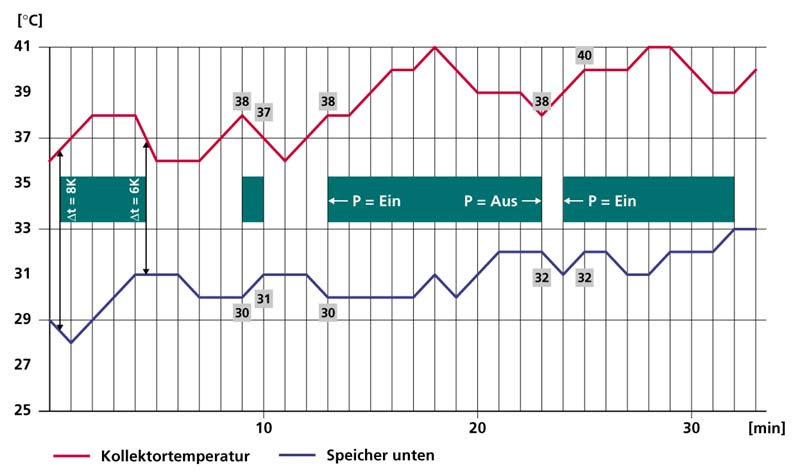 [°C]
41
39
37
35
33
31
29
27
25
38
37
38
38
40
Δt = 8K
Δt = 6K
← P = Ein
P = Aus →
← P = Ein
30
31
30
32
32
10
20
30
[min]
Kollektortemperatur
Speicher unten